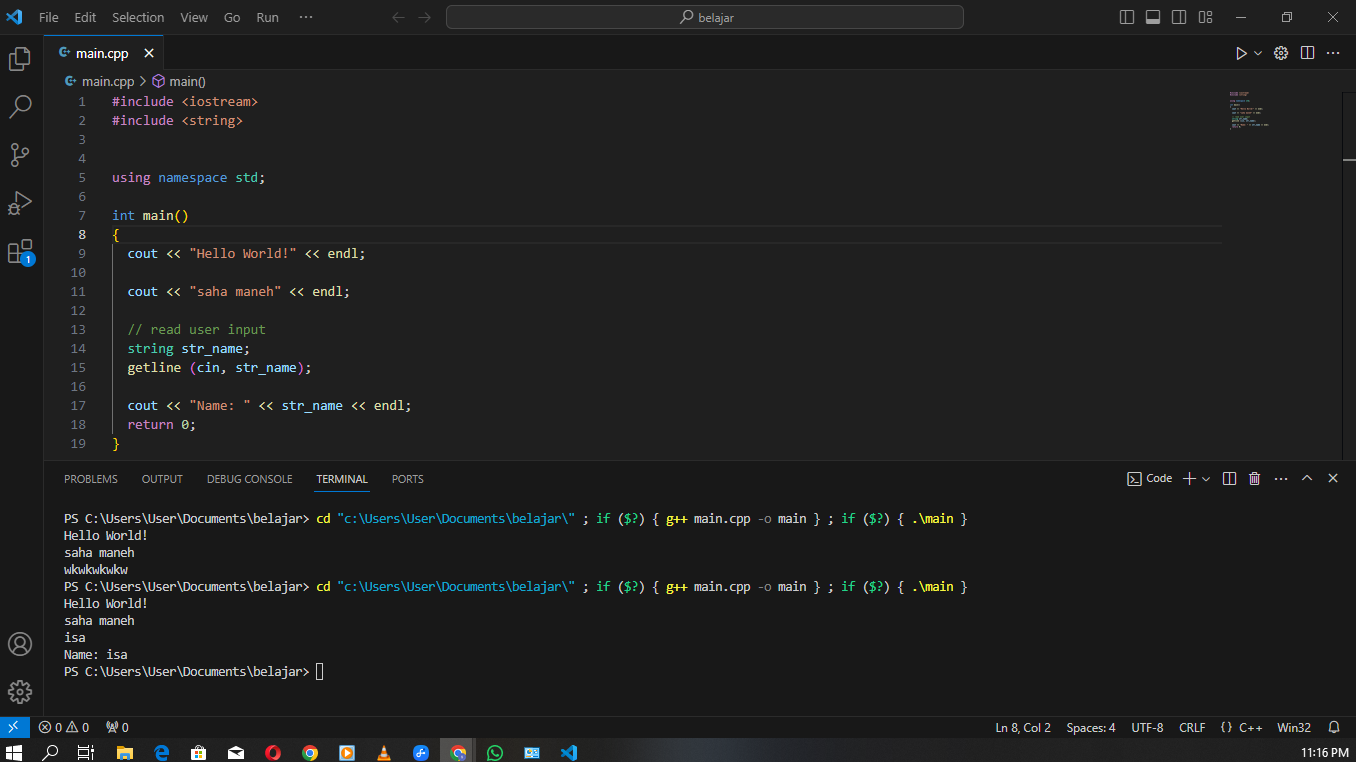 File Edit Selection View Go Run ··· belajar
main.cpp
main.cpp > main()
1 #include <iostream>
2 #include <string>
3
4
5 using namespace std;
6
7 int main()
8 {
9 cout << "Hello World!" << endl;
10
11 cout << "saha maneh" << endl;
12
13 // read user input
14 string str_name;
15 getline (cin, str_name);
16
17 cout << "Name: " << str_name << endl;
18 return 0;
19 }
PROBLEMS OUTPUT DEBUG CONSOLE TERMINAL PORTS Code
PS C:\Users\User\Documents\belajar> cd "c:\Users\User\Documents\belajar\" ; if ($?) { g++ main.cpp -o main } ; if ($?) { .\main }
Hello World!
saha maneh
wkwkwkwkw
PS C:\Users\User\Documents\belajar> cd "c:\Users\User\Documents\belajar\" ; if ($?) { g++ main.cpp -o main } ; if ($?) { .\main }
Hello World!
saha maneh
isa
Name: isa
PS C:\Users\User\Documents\belajar>
1
0 0 0 Ln 8, Col 2 Spaces: 4 UTF-8 CRLF {} C++ Win32
11:16 PM